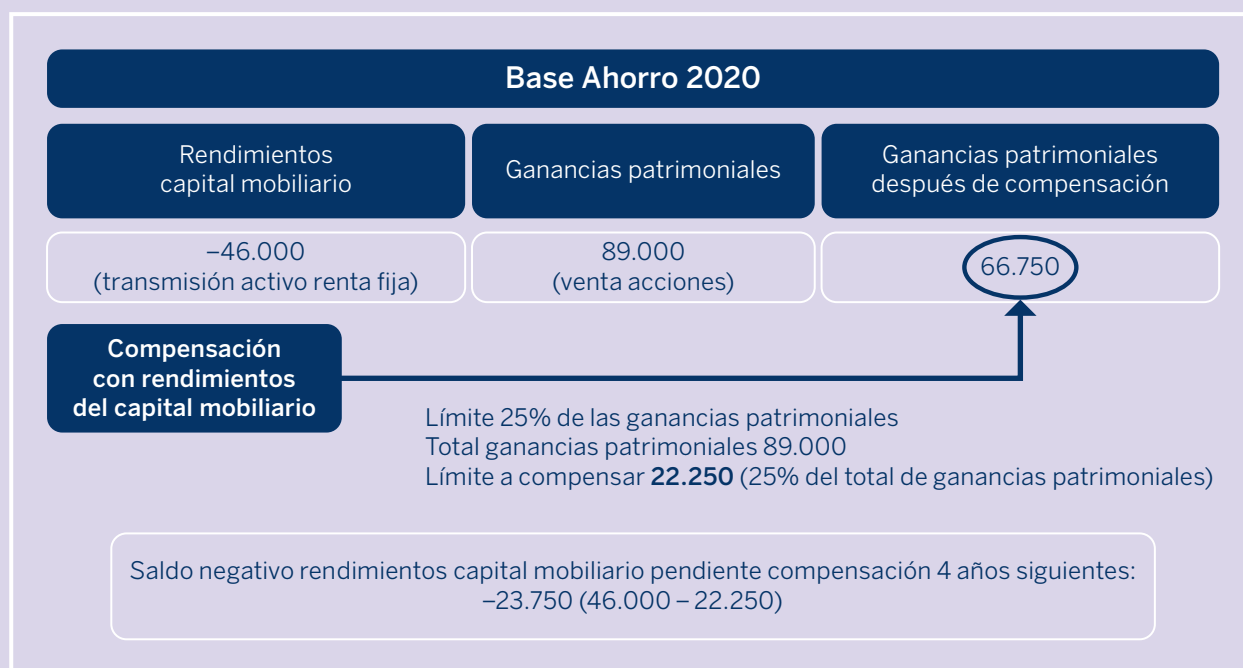 Base Ahorro 2020
Rendimientos
capital mobiliario
Ganancias patrimoniales
Ganancias patrimoniales
después de compensación
–46.000
(transmisión activo renta fija)
89.000
(venta acciones)
66.750
Compensación
con rendimientos
del capital mobiliario
Límite 25% de las ganancias patrimoniales
Total ganancias patrimoniales 89.000
Límite a compensar 22.250 (25% del total de ganancias patrimoniales)
Saldo negativo rendimientos capital mobiliario pendiente compensación 4 años siguientes:
–23.750 (46.000 – 22.250)